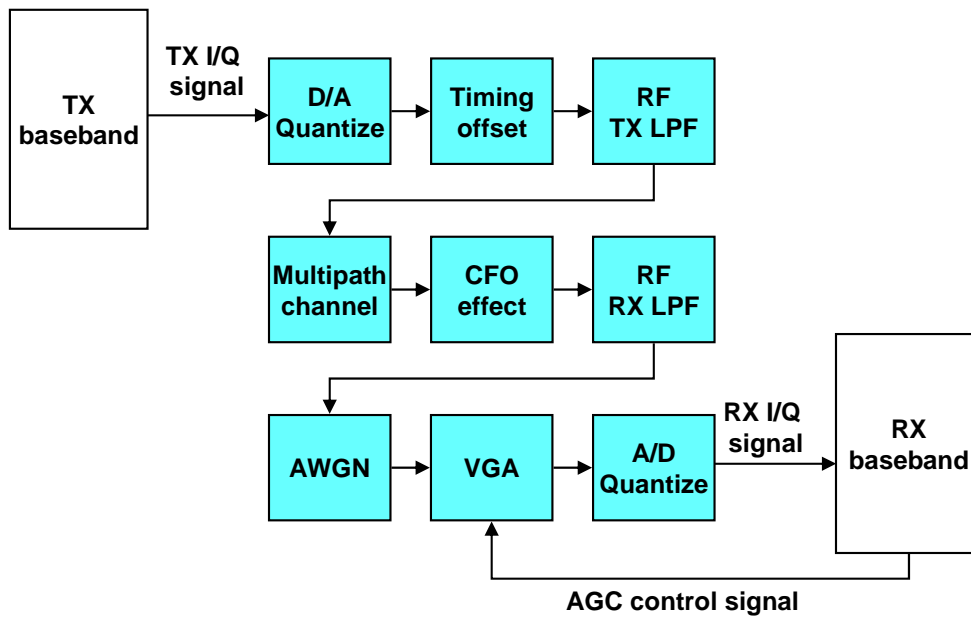 TX
baseband
TX I/Q
signal
D/A
Quantize
Timing
offset
RF
TX LPF
Multipath
channel
CFO
effect
RF
RX LPF
AWGN
VGA
A/D
Quantize
RX I/Q
signal
RX
baseband
AGC control signal